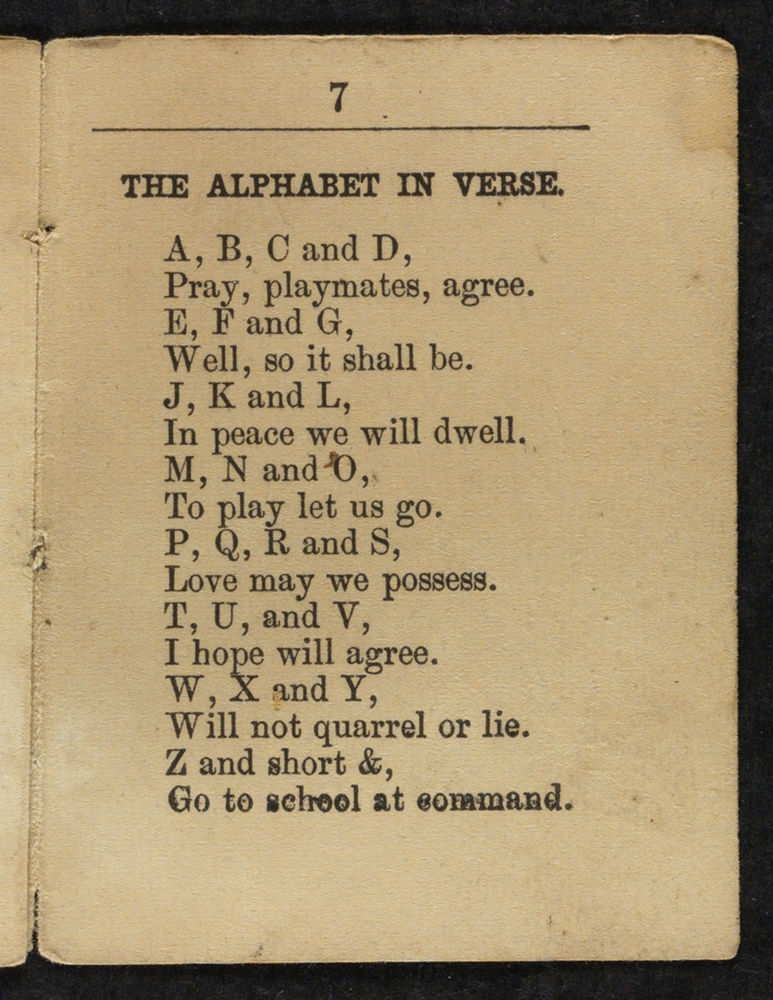 7
THE ALPHABET IN VERSE.
A, B, C and D,
Pray, playmates, agree.
E, F and G,
Well, so it shall be.
J, K and L,
In peace we will dwell.
M, N and O,
To play let us go.
P, Q, R and S,
Love may we possess.
T, U, and V,
I hope will agree.
W, X and Y,
Will not quarrel or lie.
Z and short &,
Go to school at command.